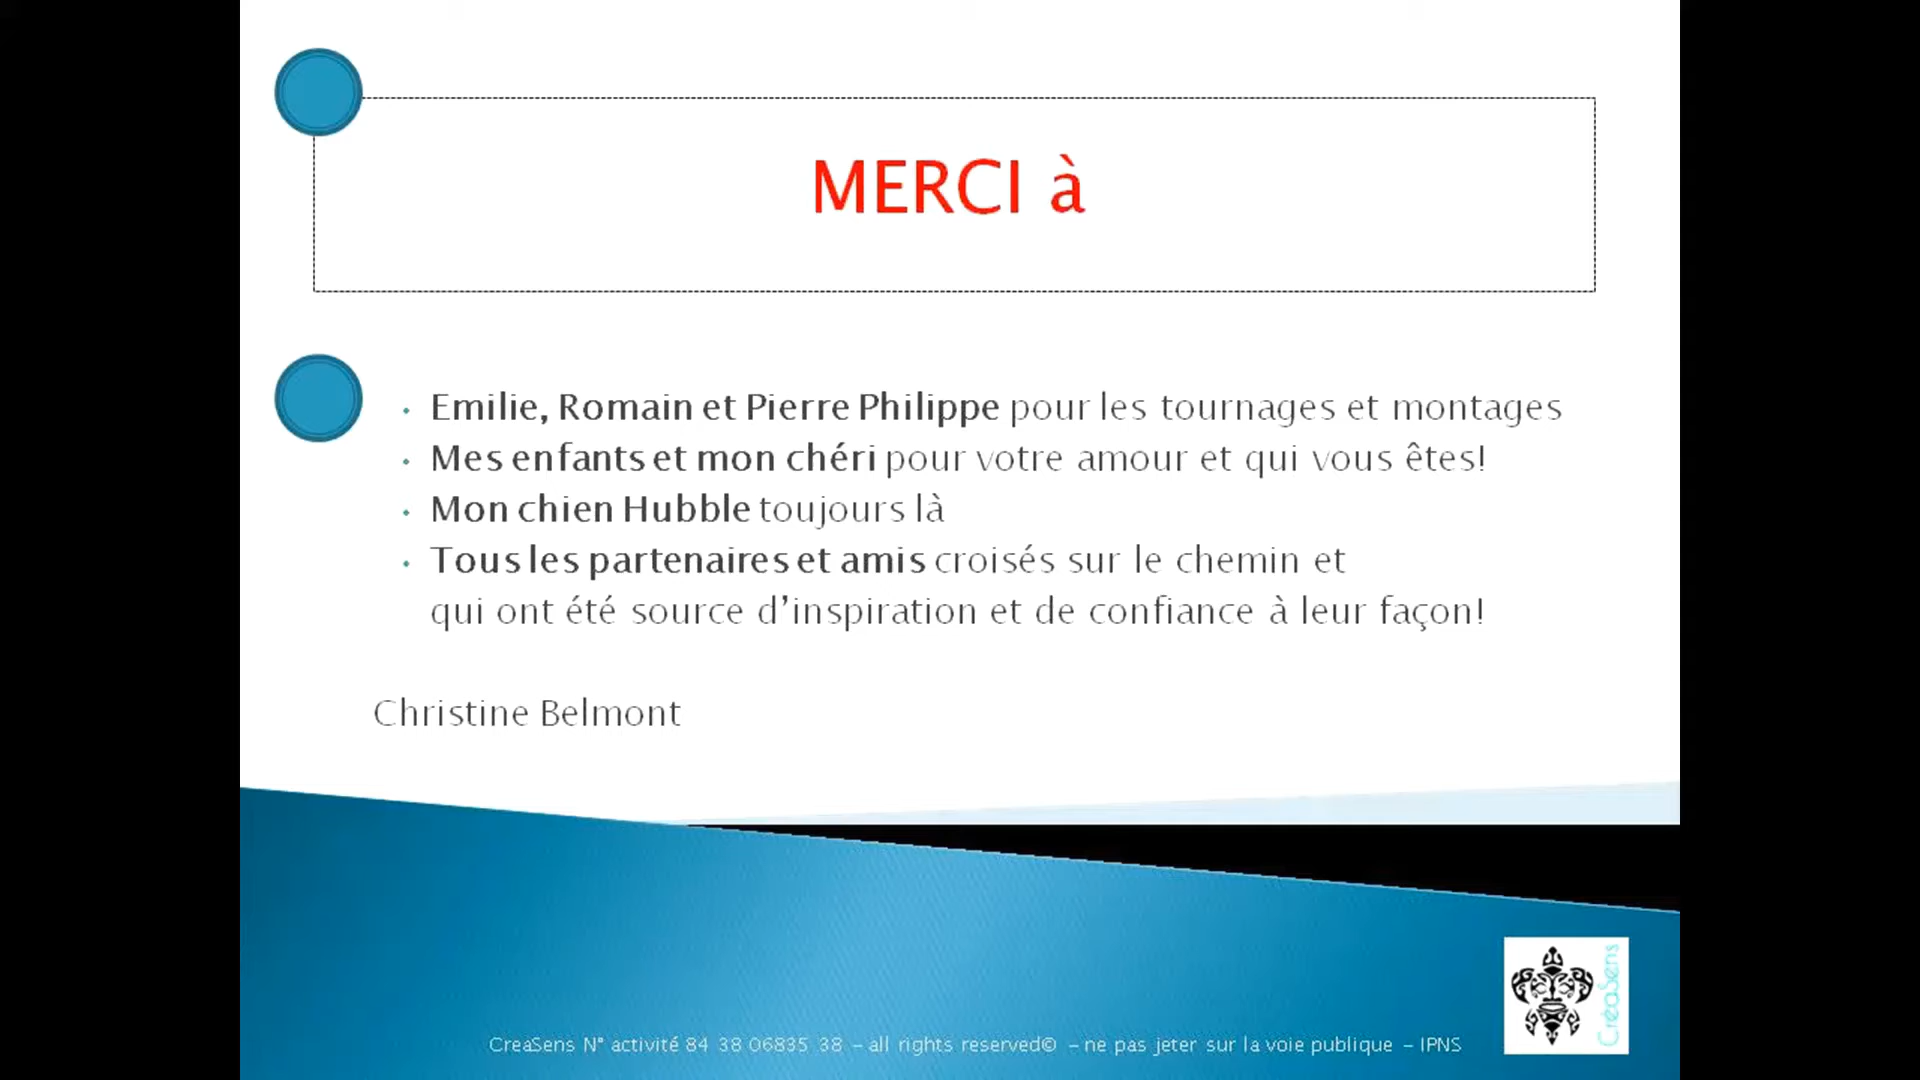 MERCI à
• Emilie, Romain et Pierre Philippe pour les tournages et montages
• Mes enfants et mon chéri pour votre amour et qui vous êtes!
• Mon chien Hubble toujours là
• Tous les partenaires et amis croisés sur le chemin et
qui ont été source d’inspiration et de confiance à leur façon!
Christine Belmont
CréaSens
CreaSens N° activité 84 38 06835 38 – all rights reserved© – ne pas jeter sur la voie publique – IPNS